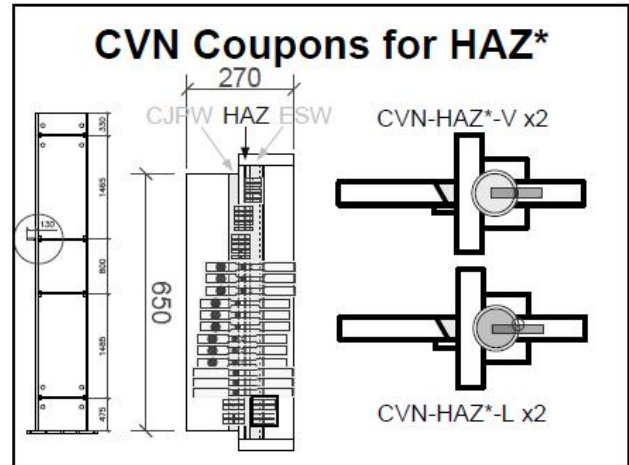 CVN Coupons for HAZ*
270
CJPW HAZ ESW
CVN-HAZ*-V x2
330
1465
130
800
650
1485
CVN-HAZ*-L x2
475